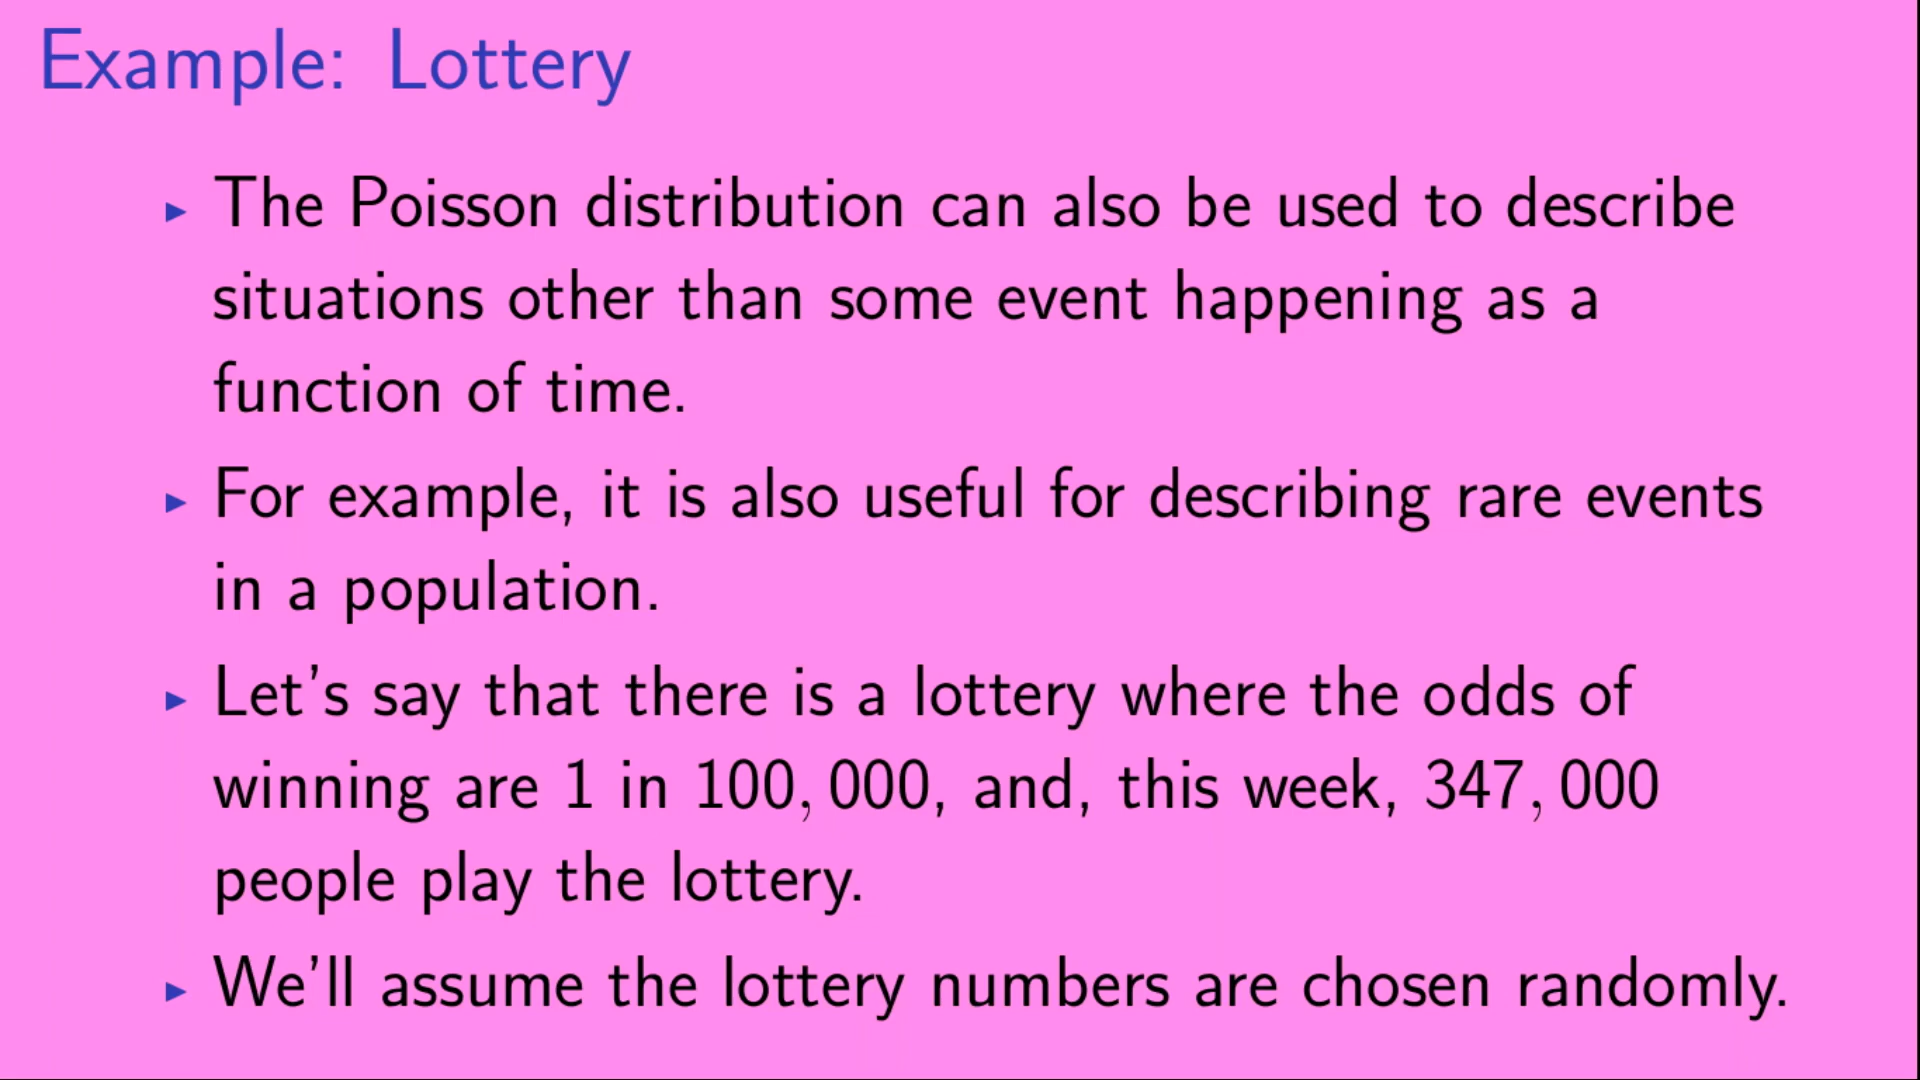 Example: Lottery
▸ The Poisson distribution can also be used to describe
situations other than some event happening as a
function of time.
▸ For example, it is also useful for describing rare events
in a population.
▸ Let's say that there is a lottery where the odds of
winning are 1 in 100, 000, and, this week, 347, 000
people play the lottery.
▸ We'll assume the lottery numbers are chosen randomly.